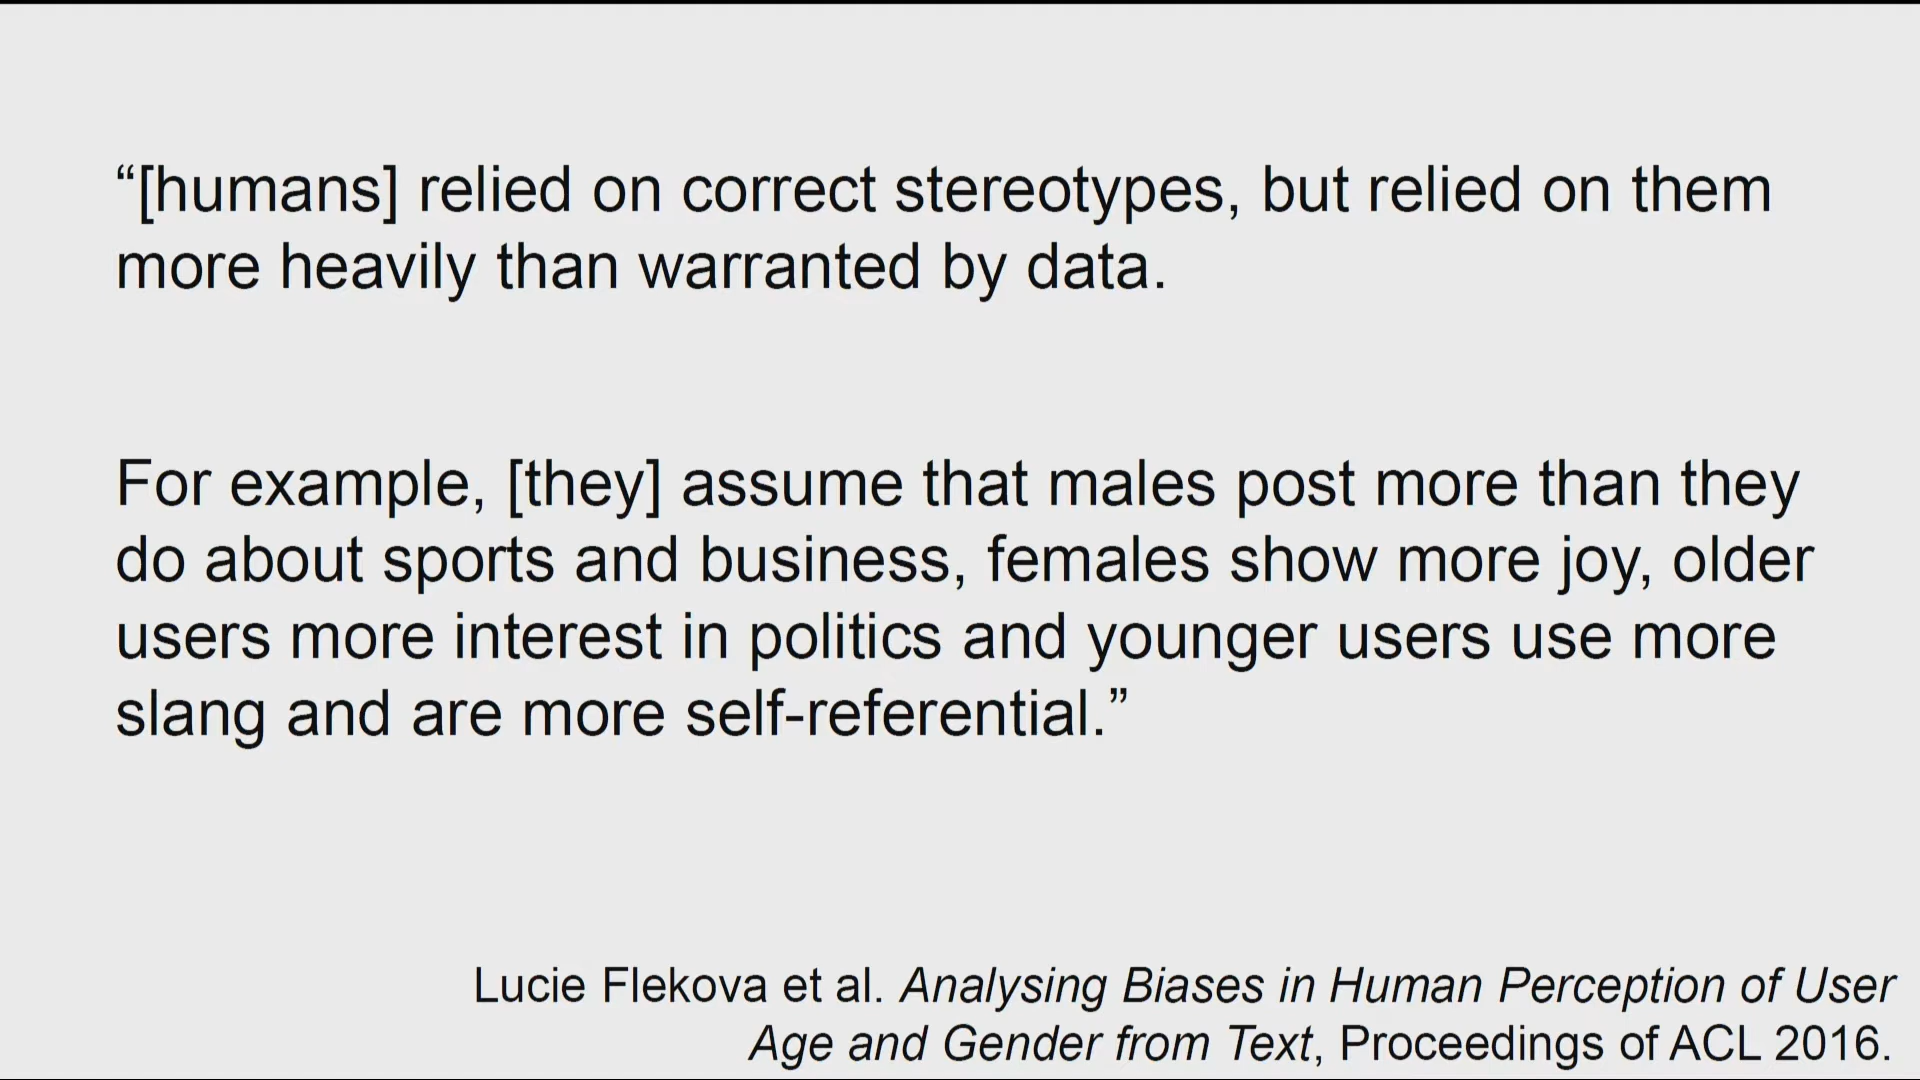 “[humans] relied on correct stereotypes, but relied on them
more heavily than warranted by data.
For example, [they] assume that males post more than they
do about sports and business, females show more joy, older
users more interest in politics and younger users use more
slang and are more self-referential.”
Lucie Flekova et al. Analysing Biases in Human Perception of User
Age and Gender from Text, Proceedings of ACL 2016.